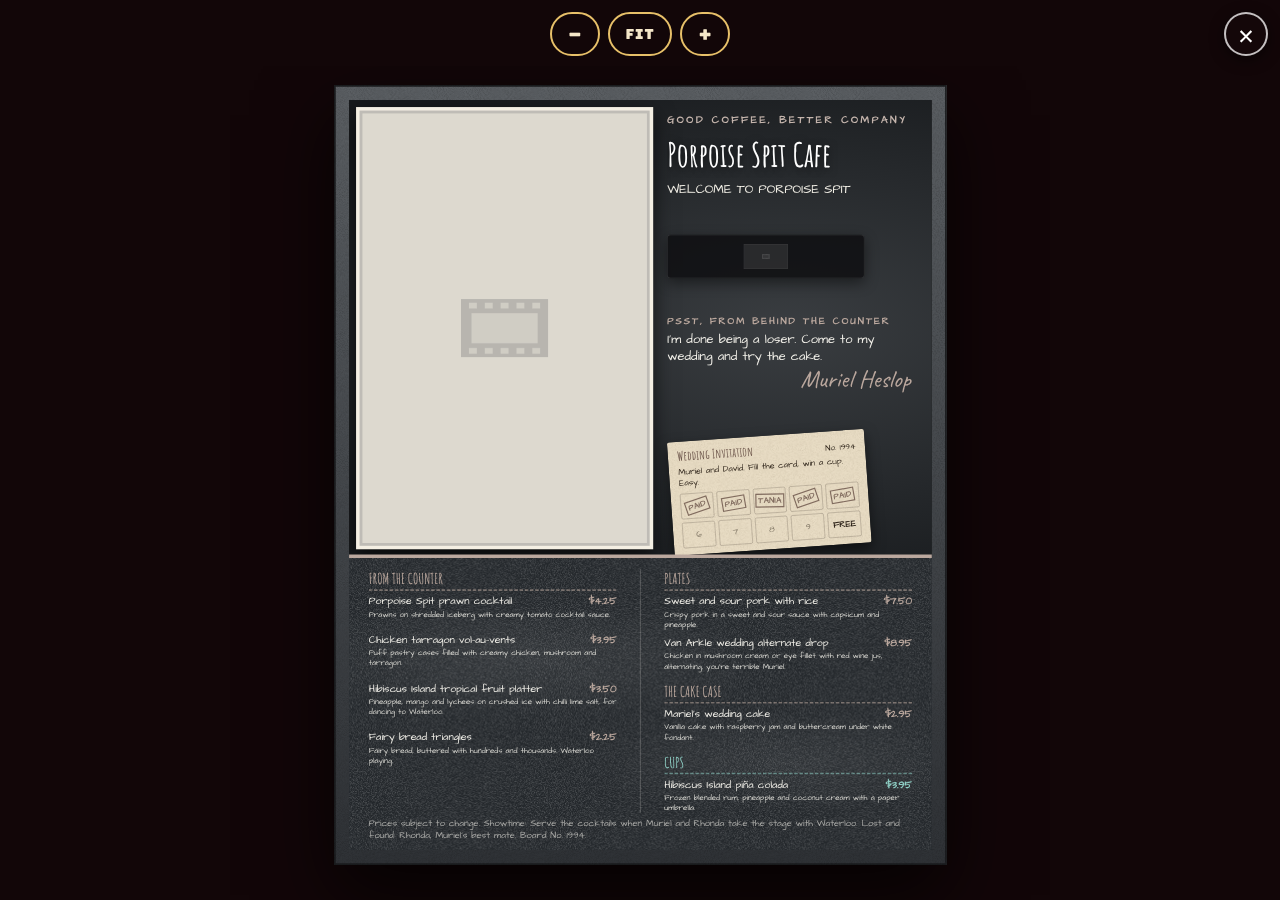 FIT
GOOD COFFEE, BETTER COMPANY
PORPOISE SPIT CAFE
WELCOME TO PORPOISE SPIT
PSST, FROM BEHIND THE COUNTER
I'm done being a loser. Come to my
wedding and try the cake.
Muriel Heslop
WEDDING INVITATION
No. 1994
Muriel and David. Fill the card, win a cup.
Easy.
PAID PAID TANIA PAID PAID
6 7 8 9 FREE
FROM THE COUNTER
Porpoise Spit prawn cocktail $4.25
Prawns on shredded iceberg with creamy tomato cocktail sauce.
Chicken tarragon vol-au-vents $3.95
Puff pastry cases filled with creamy chicken, mushroom and
tarragon.
Hibiscus Island tropical fruit platter $3.50
Pineapple, mango and lychees on crushed ice with chilli lime salt, for
dancing to Waterloo.
Fairy bread triangles $2.25
Fairy bread, buttered with hundreds and thousands. Waterloo
playing.
PLATES
Sweet and sour pork with rice $7.50
Crispy pork in a sweet and sour sauce with capsicum and
pineapple.
Van Arkle wedding alternate drop $8.95
Chicken in mushroom cream or eye fillet with red wine jus,
alternating, you're terrible Muriel.
THE CAKE CASE
Mariel's wedding cake $2.95
Vanilla cake with raspberry jam and buttercream under white
fondant.
CUPS
Hibiscus Island piña colada $3.95
Frozen blended rum, pineapple and coconut cream with a paper
umbrella.
Prices subject to change. Showtime: Serve the cocktails when Muriel and Rhonda take the stage with Waterloo. Lost and
found: Rhonda, Muriel's best mate. Board No. 1994.